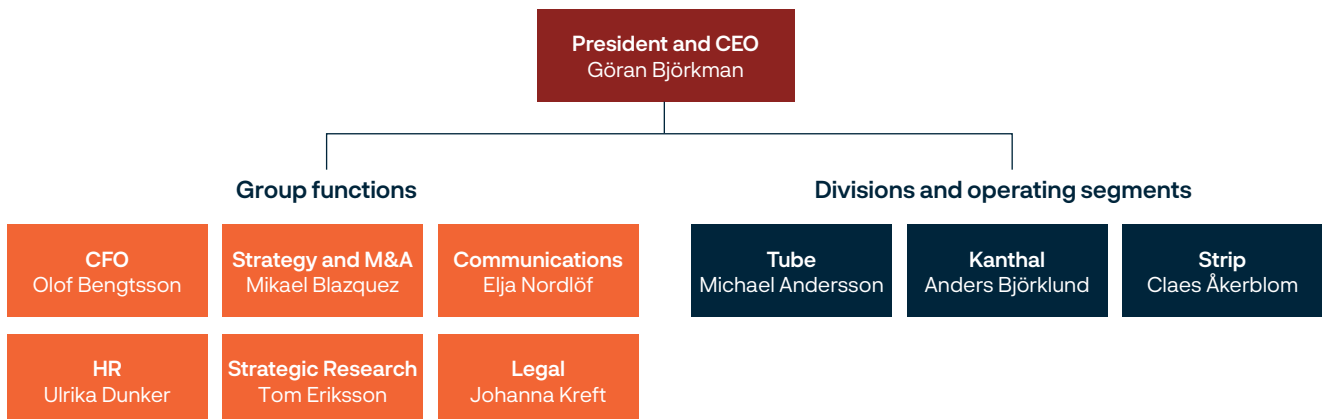 President and CEO
Göran Björkman
Group functions
CFO
Olof Bengtsson
Strategy and M&A
Mikael Blazquez
Communications
Elja Nordlöf
HR
Ulrika Dunker
Strategic Research
Tom Eriksson
Legal
Johanna Kreft
Divisions and operating segments
Tube
Michael Andersson
Kanthal
Anders Björklund
Strip
Claes Åkerblom